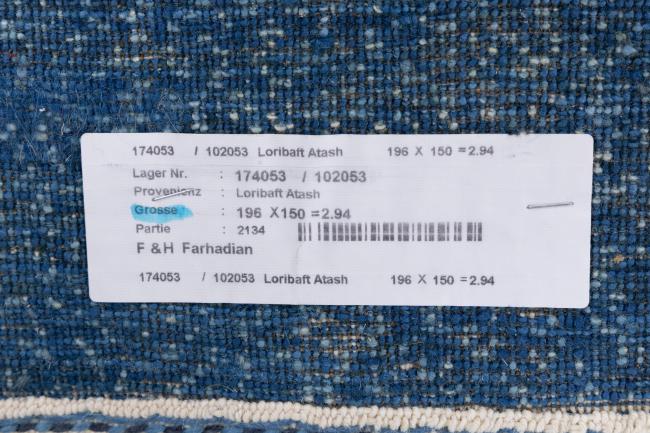 174053 / 102053 Loribaft Atash 196 X 150 = 2.94
Lager Nr. : 174053 / 102053
Provenienz : Loribaft Atash
Grosse : 196 X 150 = 2.94
Partie : 2134
F & H Farhadian
174053 / 102053 Loribaft Atash 196 X 150 = 2.94